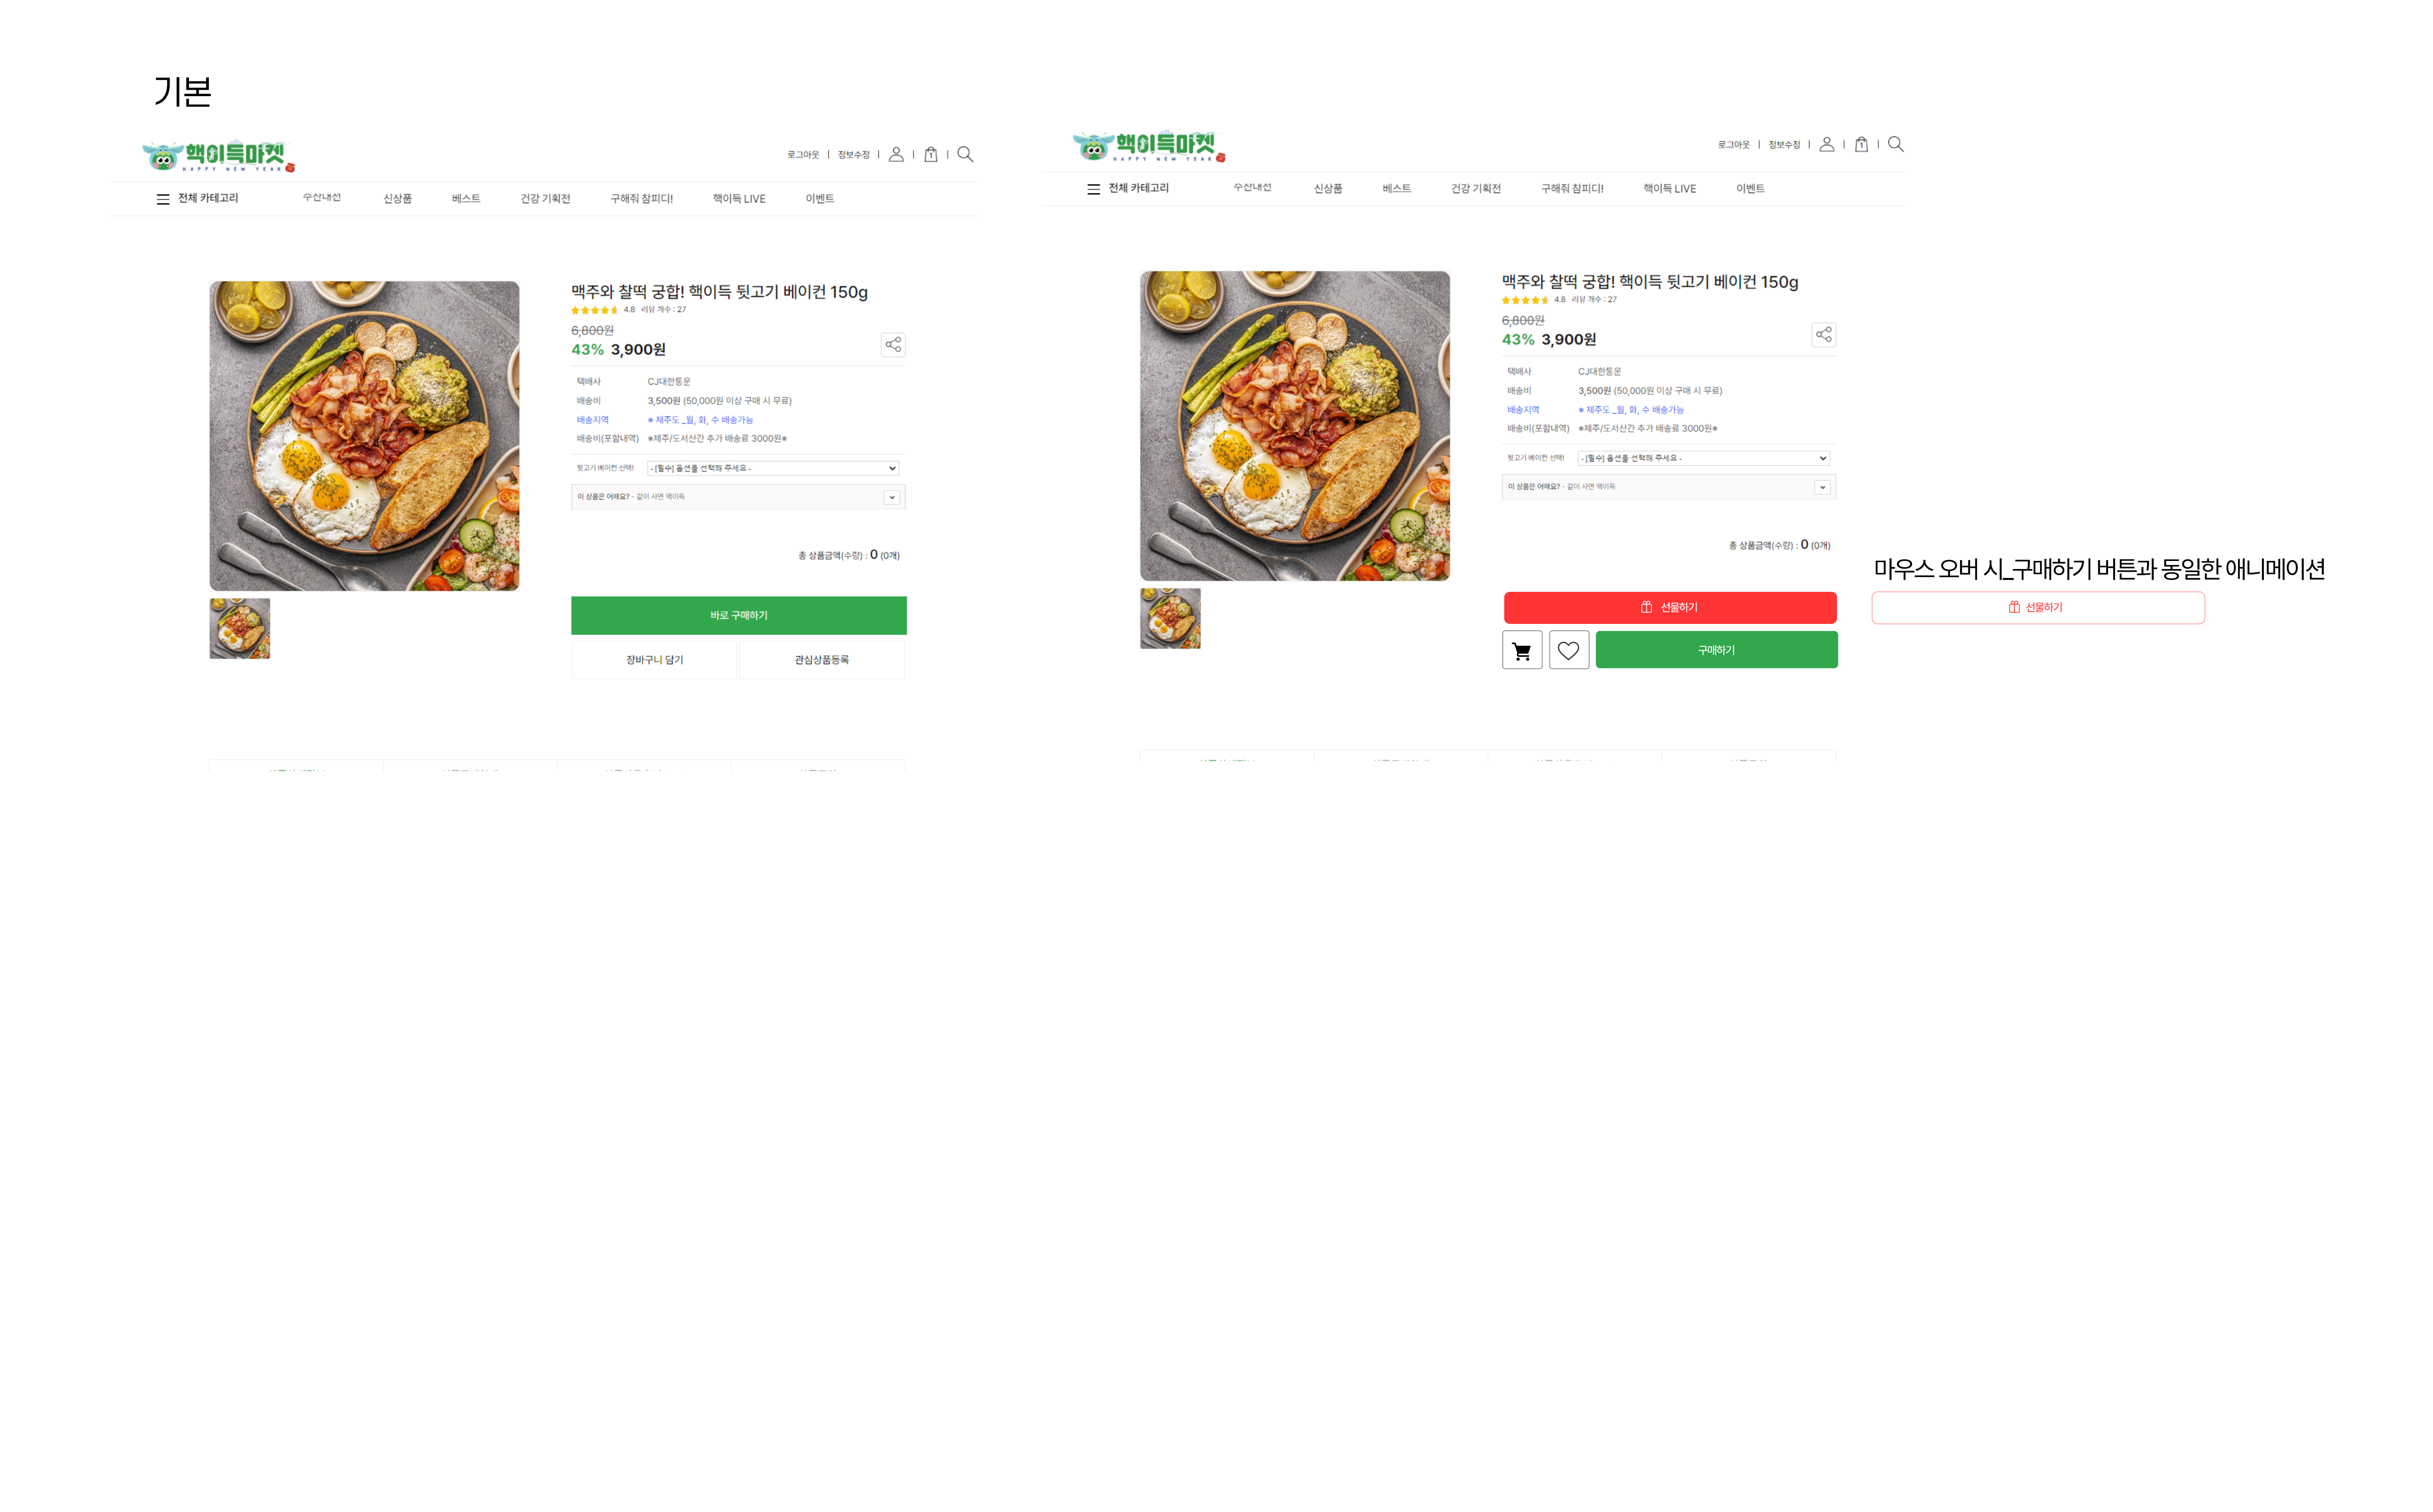 기본
핵이득마켓
HAPPY NEW YEAR
로그아웃 | 정보수정 | | 1 |
전체 카테고리 신상품 베스트 건강 기획전 구해줘 참피디! 핵이득 LIVE 이벤트
맥주와 찰떡 궁합! 핵이득 뒷고기 베이컨 150g
4.8 리뷰 개수 : 27
6,800원
43% 3,900원
택배사 CJ대한통운
배송비 3,500원 (50,000원 이상 구매 시 무료)
배송지역 ※ 제주도 _월, 화, 수 배송가능
배송비(포함내역) ※제주/도서산간 추가 배송료 3000원※
뒷고기 베이컨 선택! - [필수] 옵션을 선택해 주세요 -
이 상품은 어때요? - 같이 사면 핵이득
총 상품금액(수량) : 0 (0개)
바로 구매하기
장바구니 담기 관심상품등록
핵이득마켓
HAPPY NEW YEAR
로그아웃 | 정보수정 | | 1 |
전체 카테고리 신상품 베스트 건강 기획전 구해줘 참피디! 핵이득 LIVE 이벤트
맥주와 찰떡 궁합! 핵이득 뒷고기 베이컨 150g
4.8 리뷰 개수 : 27
6,800원
43% 3,900원
택배사 CJ대한통운
배송비 3,500원 (50,000원 이상 구매 시 무료)
배송지역 ※ 제주도 _월, 화, 수 배송가능
배송비(포함내역) ※제주/도서산간 추가 배송료 3000원※
뒷고기 베이컨 선택! - [필수] 옵션을 선택해 주세요 -
이 상품은 어때요? - 같이 사면 핵이득
총 상품금액(수량) : 0 (0개)
선물하기
구매하기
마우스 오버 시_구매하기 버튼과 동일한 애니메이션
선물하기